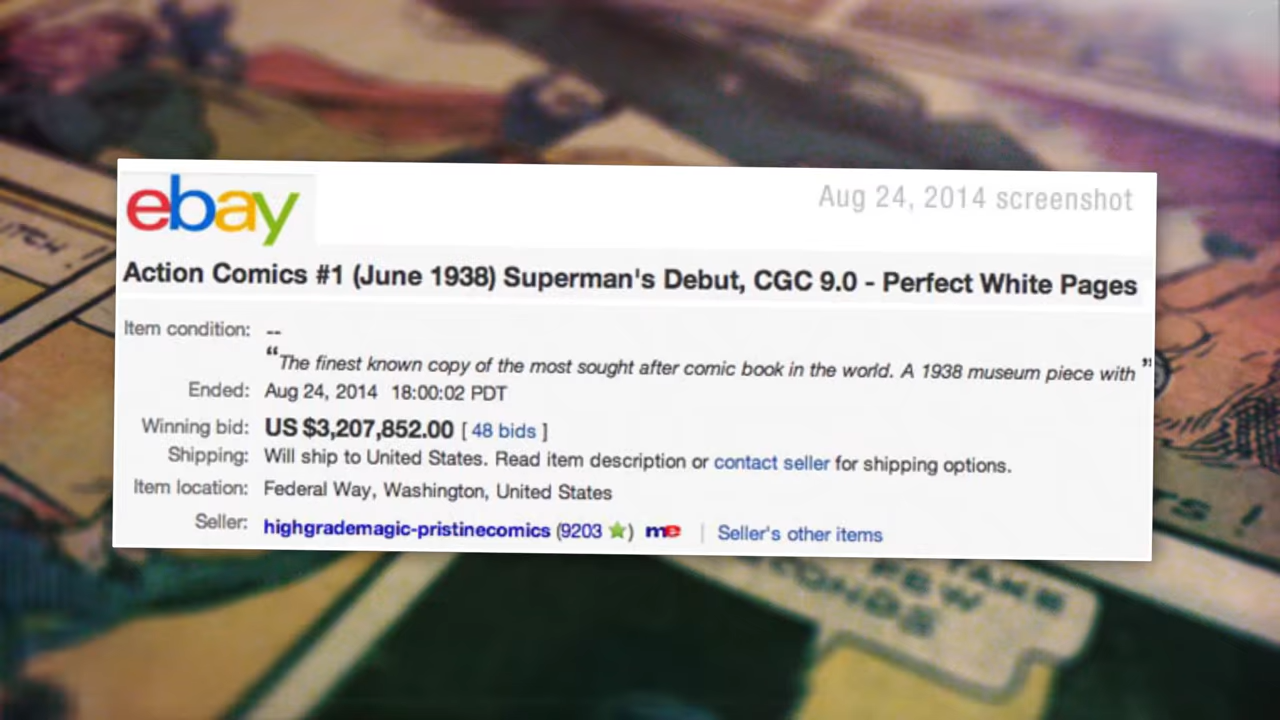 ITCH!
ebay
Aug 24, 2014 screenshot
Action Comics #1 (June 1938) Superman's Debut, CGC 9.0 - Perfect White Pages
Item condition: --
“The finest known copy of the most sought after comic book in the world. A 1938 museum piece with ”
Ended: Aug 24, 2014 18:00:02 PDT
Winning bid: US $3,207,852.00 [ 48 bids ]
Shipping: Will ship to United States. Read item description or contact seller for shipping options.
Item location: Federal Way, Washington, United States
Seller: highgrademagic-pristinecomics (9203 ) me | Seller's other items
TAKE
FEW